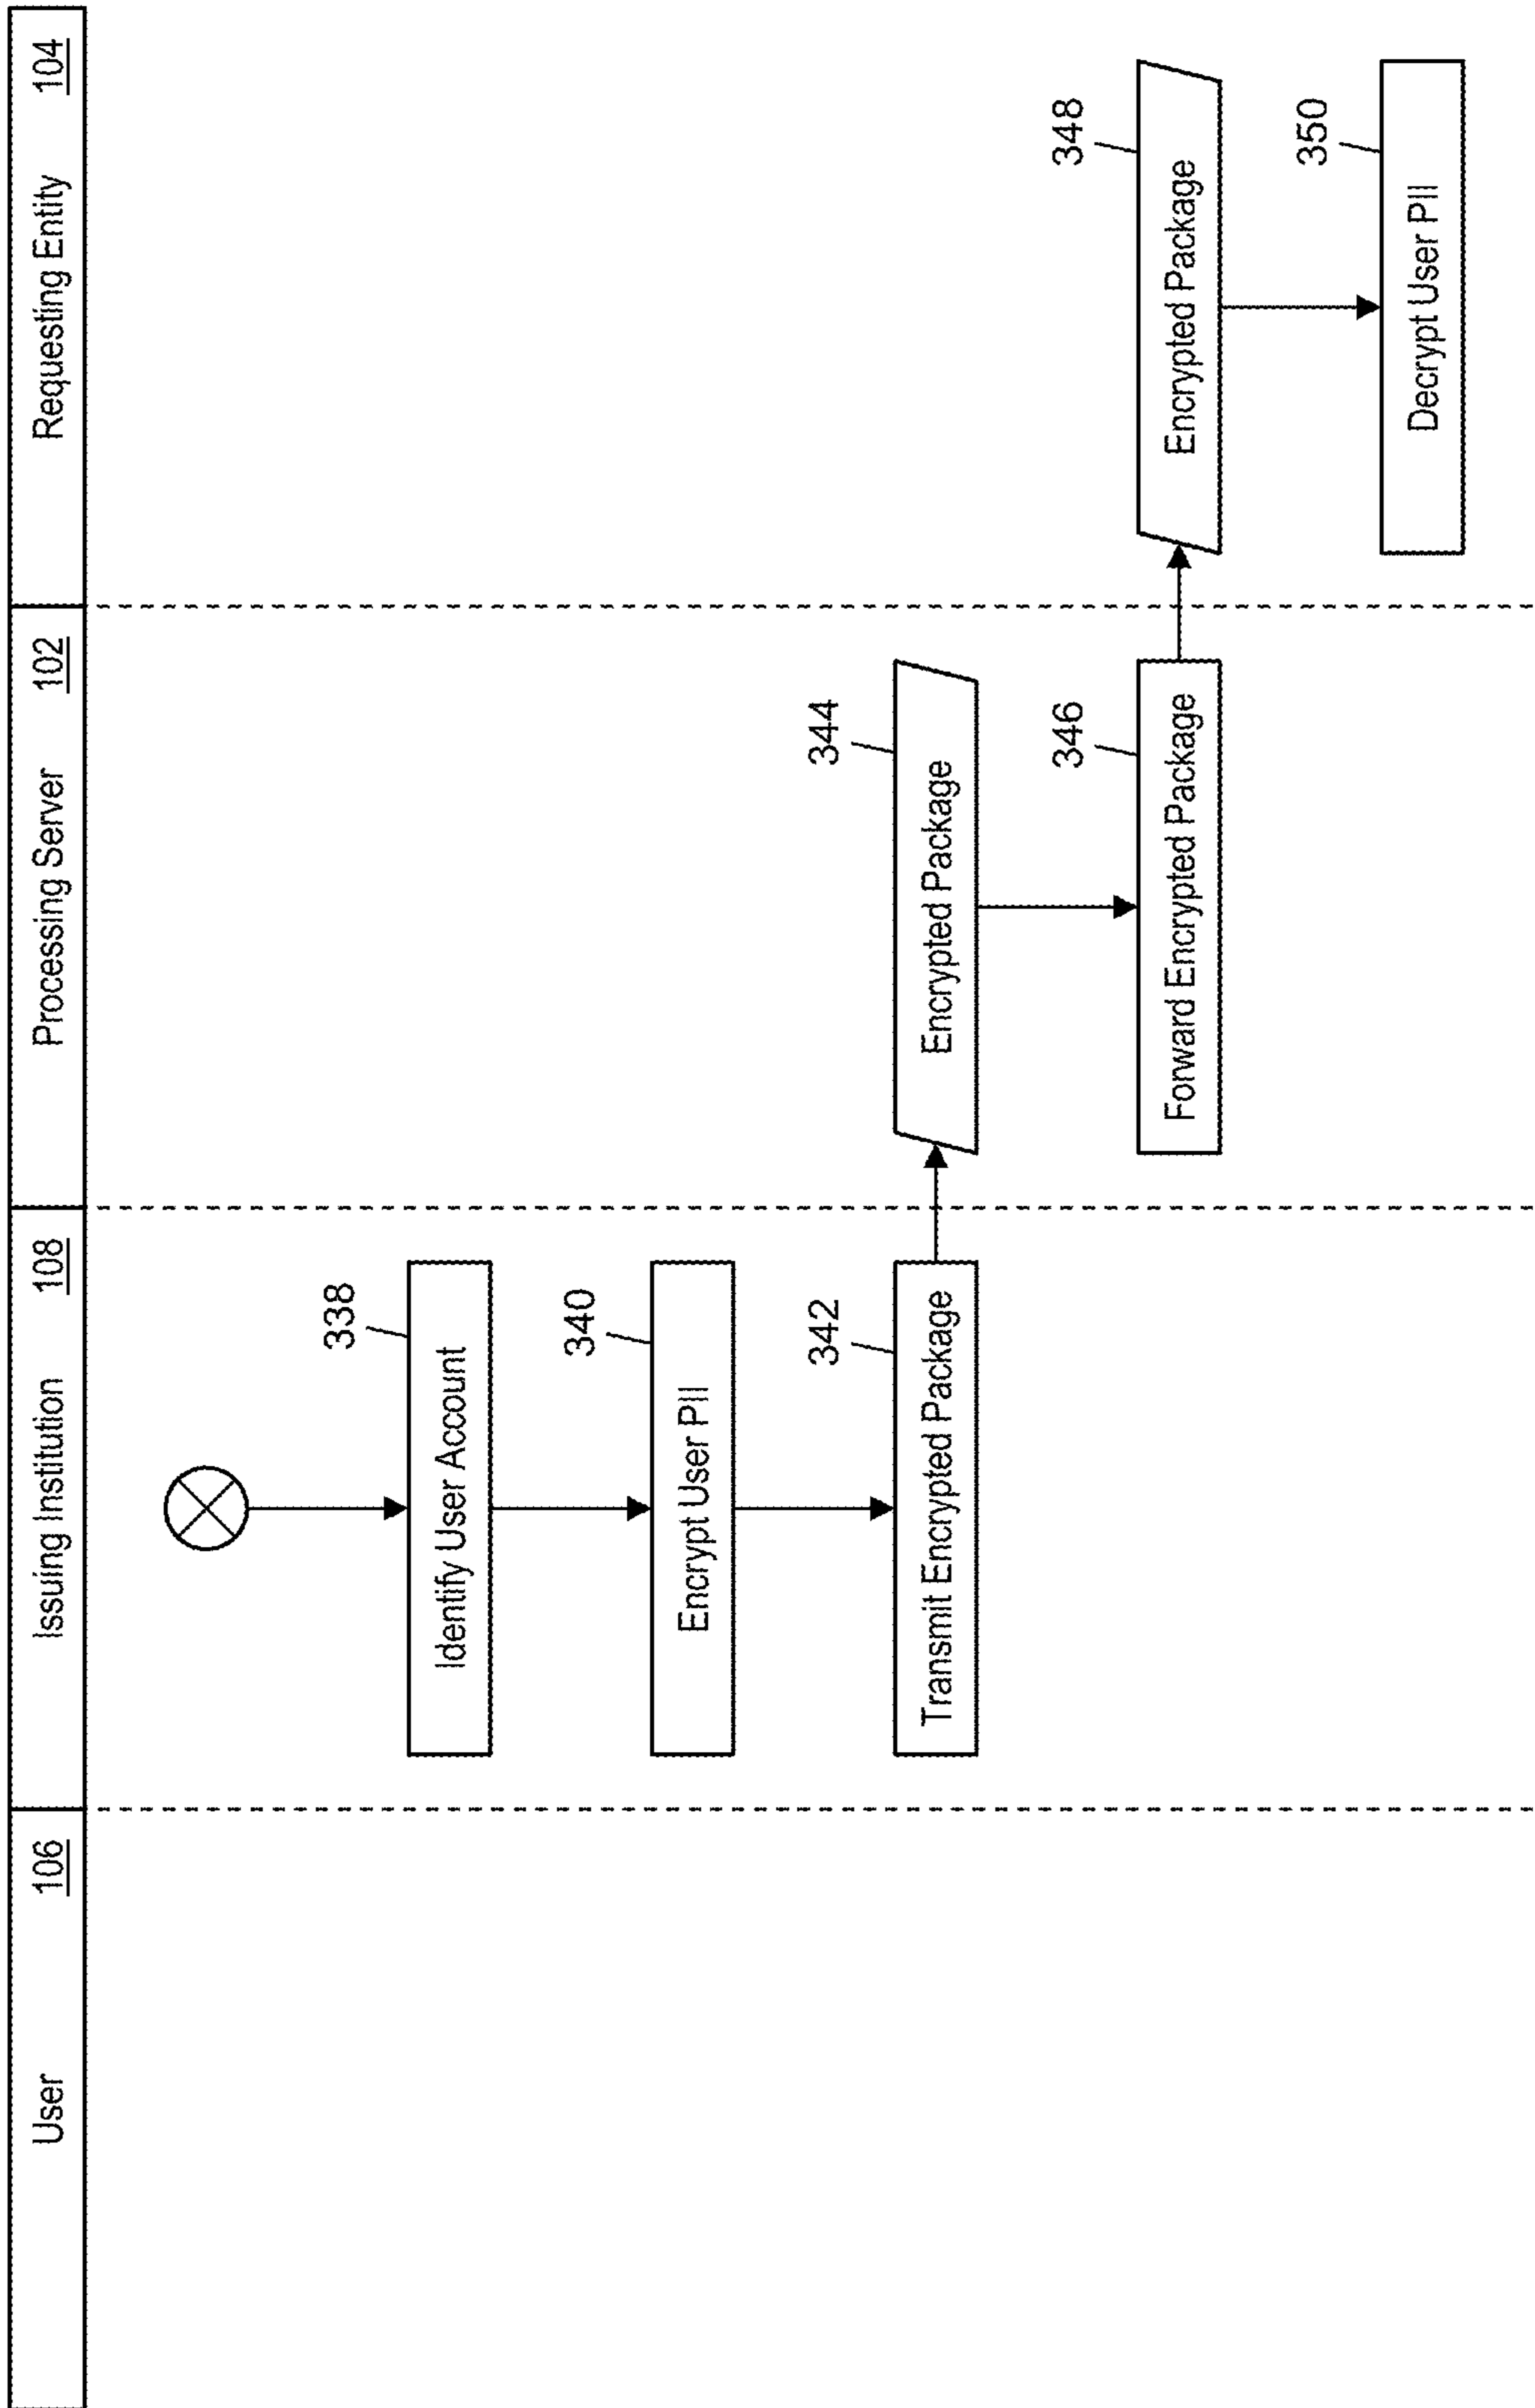 User 106
Issuing Institution 108
Processing Server 102
Requesting Entity 104
338
Identify User Account
340
Encrypt User PII
342
Transmit Encrypted Package
344
Encrypted Package
346
Forward Encrypted Package
348
Encrypted Package
350
Decrypt User PII